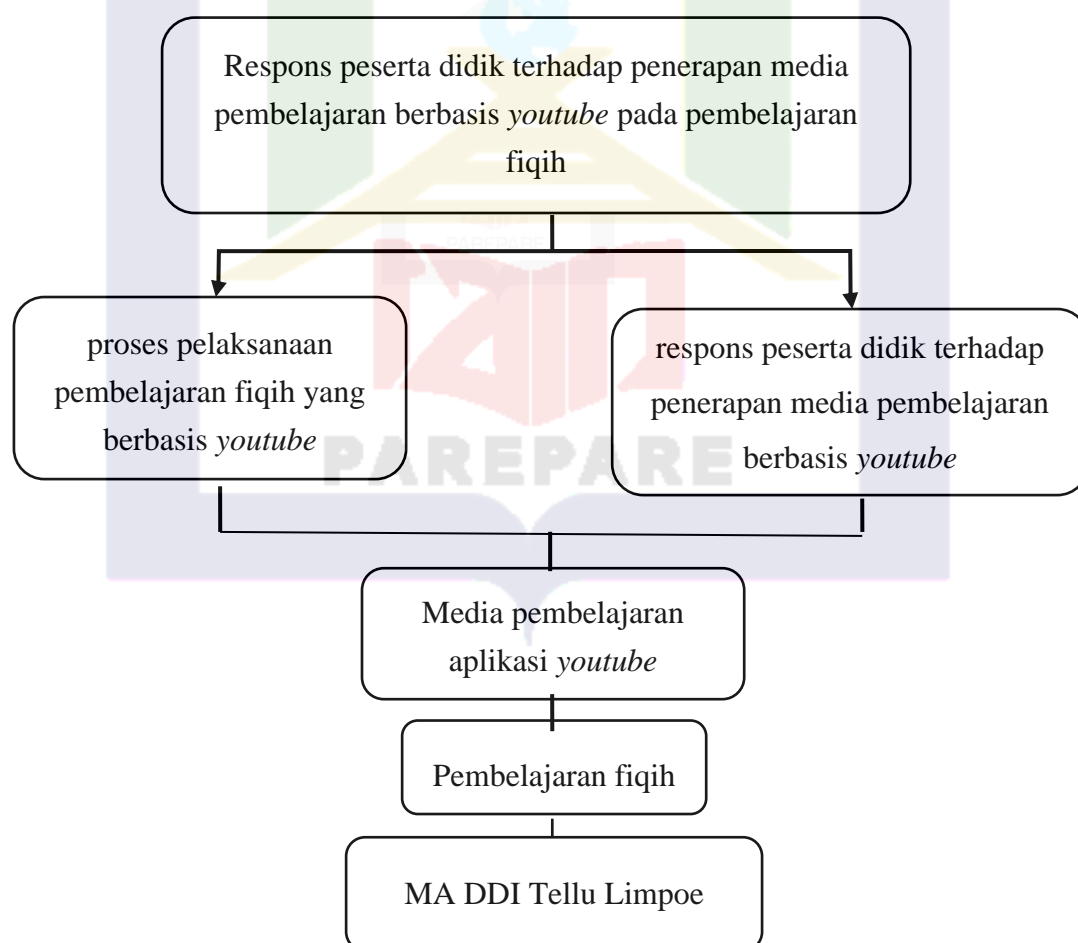 Respons peserta didik terhadap penerapan media
pembelajaran berbasis youtube pada pembelajaran
fiqih
PAREPARE
proses pelaksanaan
pembelajaran fiqih yang
berbasis youtube
respons peserta didik terhadap
penerapan media pembelajaran
berbasis youtube
PAREPARE
Media pembelajaran
aplikasi youtube
Pembelajaran fiqih
MA DDI Tellu Limpoe